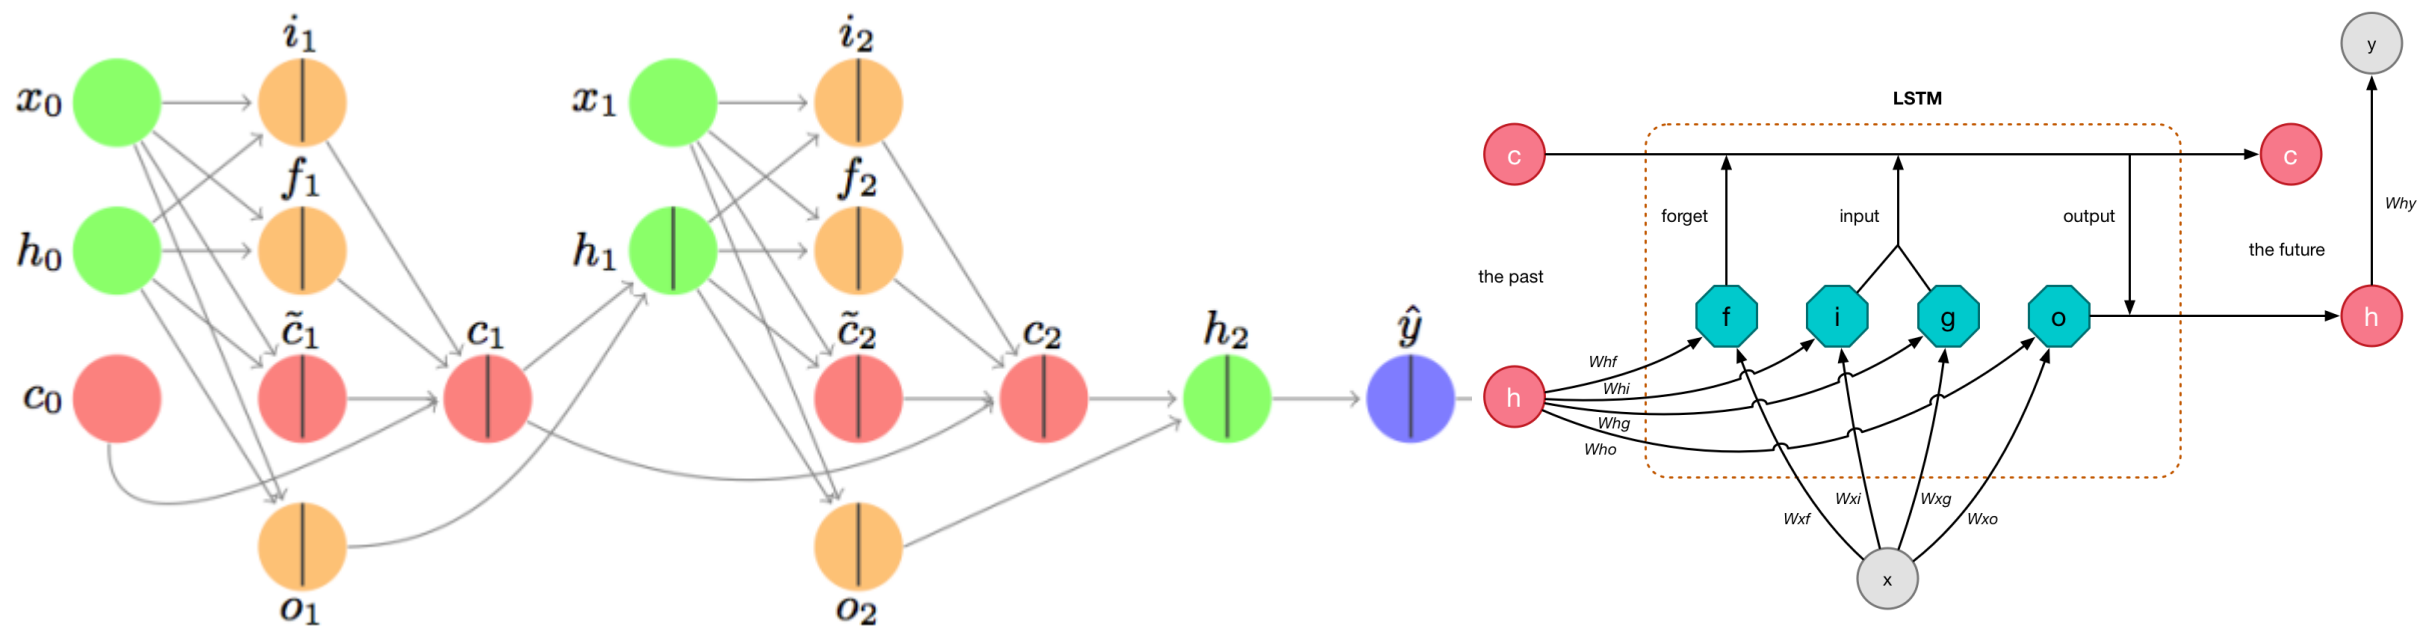 i₁
x₀
f₁
h₀
c̃₁
c₁
c₀
o₁
i₂
x₁
f₂
h₁
c̃₂
c₂
h₂
ŷ
o₂
y
LSTM
c
c
Why
forget
input
output
the future
the past
f
i
g
o
h
Whf
Whi
h
Whg
Who
Wxi
Wxg
Wxf
Wxo
x